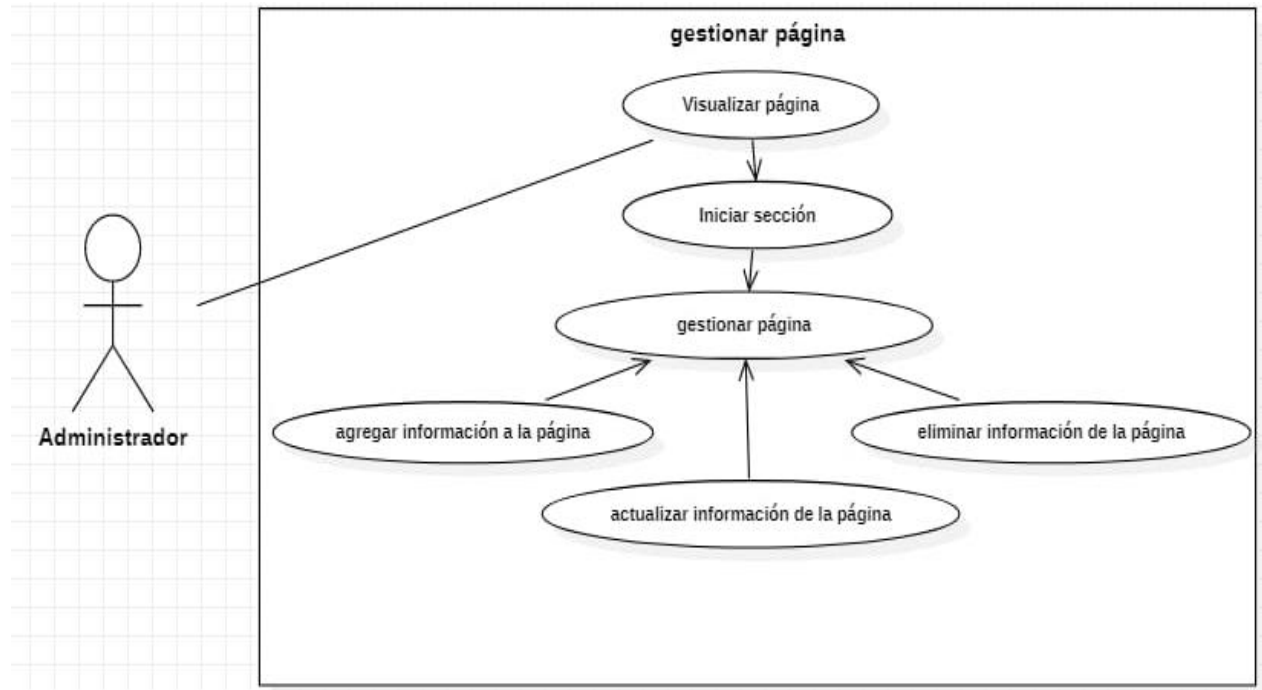 gestionar página
Visualizar página
Iniciar sección
gestionar página
agregar información a la página
eliminar información de la página
actualizar información de la página
Administrador